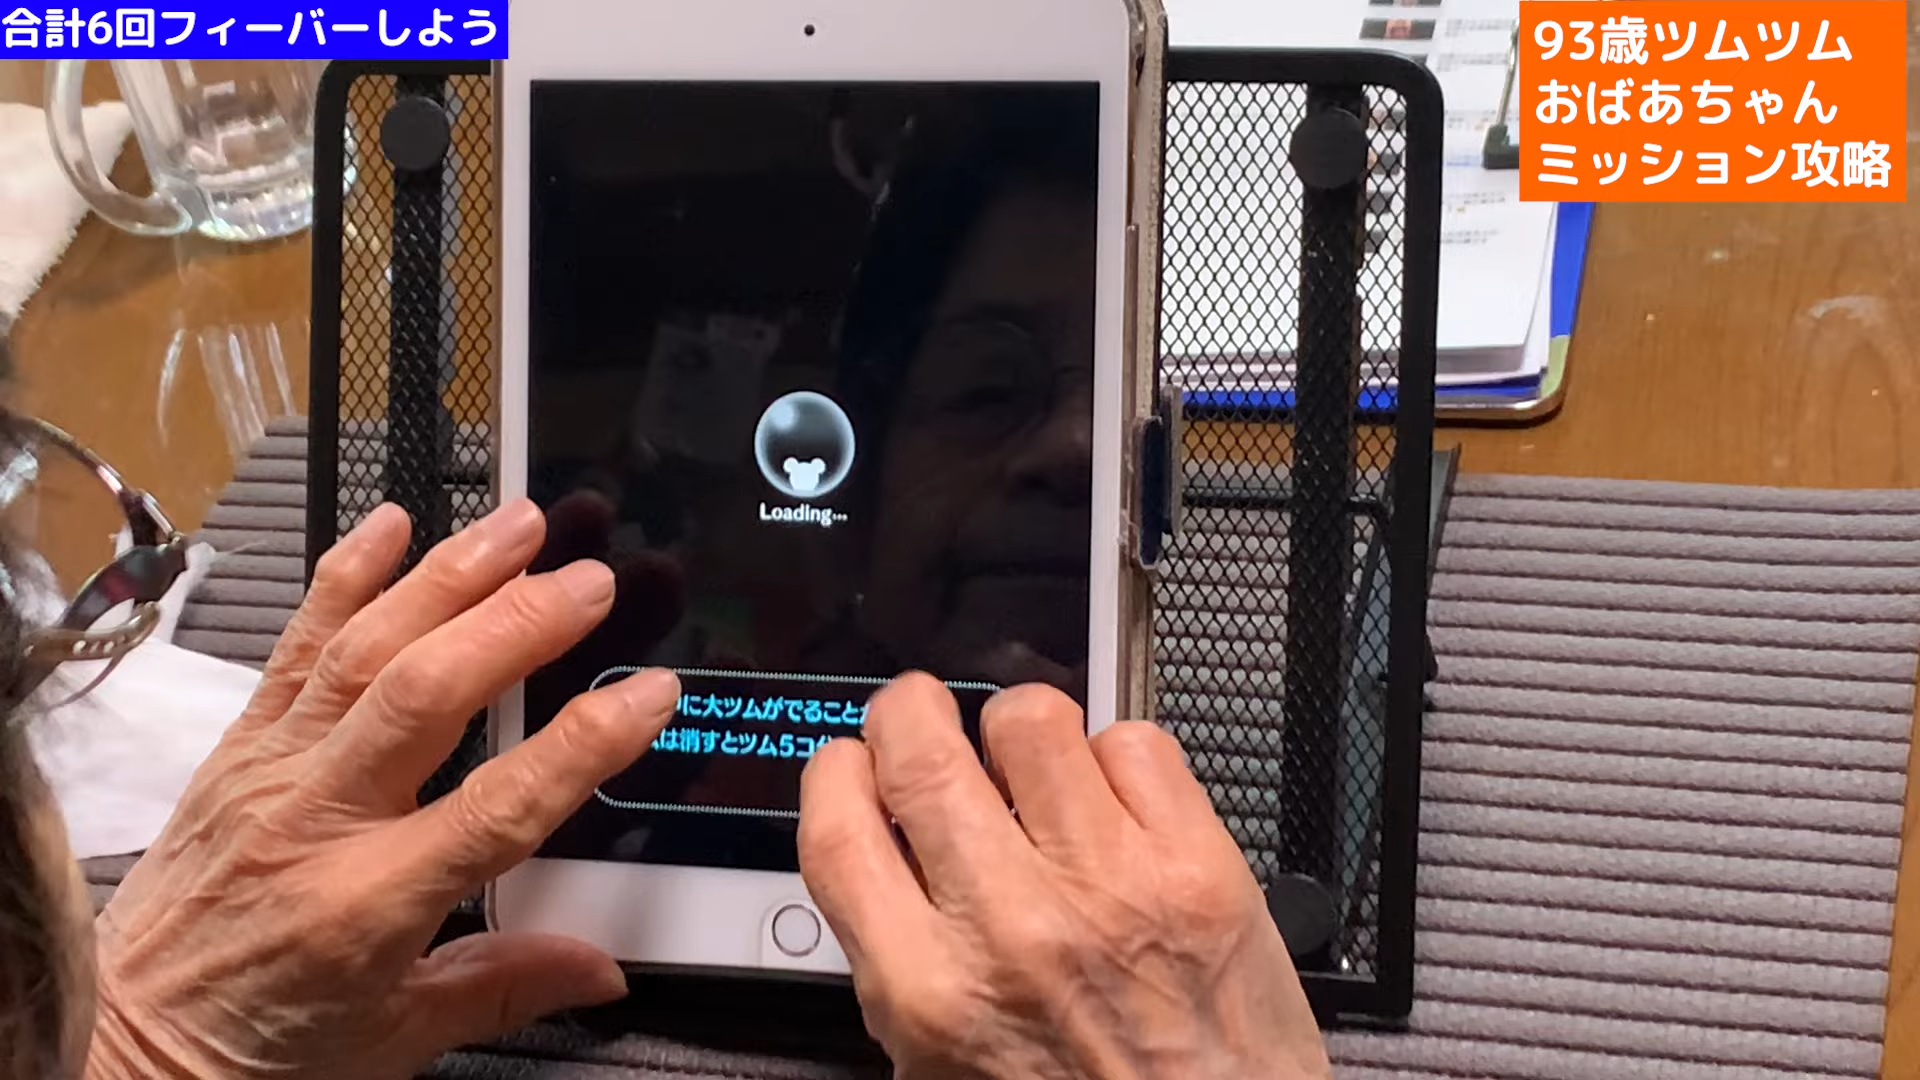 合計6回フィーバーしよう
93歳ツムツム
おばあちゃん
ミッション攻略
Loading…
に大ツムがでること
は消すとツム5コ